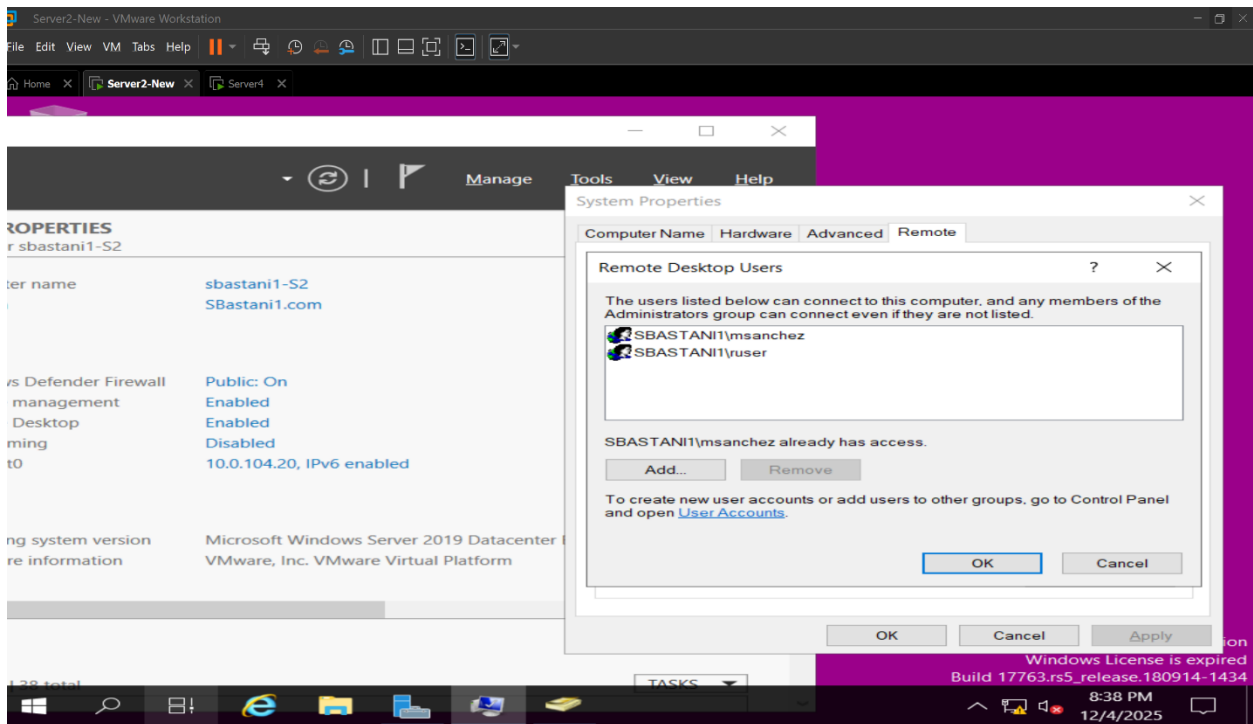 Server2-New - VMware Workstation
File Edit View VM Tabs Help
Home Server2-New Server4
Manage Tools View Help
ROPERTIES
r sbastani1-S2
ter name sbastani1-S2
SBastani1.com
vs Defender Firewall Public: On
management Enabled
Desktop Enabled
ming Disabled
t0 10.0.104.20, IPv6 enabled
ng system version Microsoft Windows Server 2019 Datacenter
re information VMware, Inc. VMware Virtual Platform
38 total
TASKS
System Properties
Computer Name Hardware Advanced Remote
Remote Desktop Users ?
The users listed below can connect to this computer, and any members of the
Administrators group can connect even if they are not listed.
SBASTANI1\msanchez
SBASTANI1\ruser
SBASTANI1\msanchez already has access.
Add... Remove
To create new user accounts or add users to other groups, go to Control Panel
and open User Accounts.
OK Cancel
OK Cancel Apply
ion
Windows License is expired
Build 17763.rs5_release.180914-1434
8:38 PM
12/4/2025